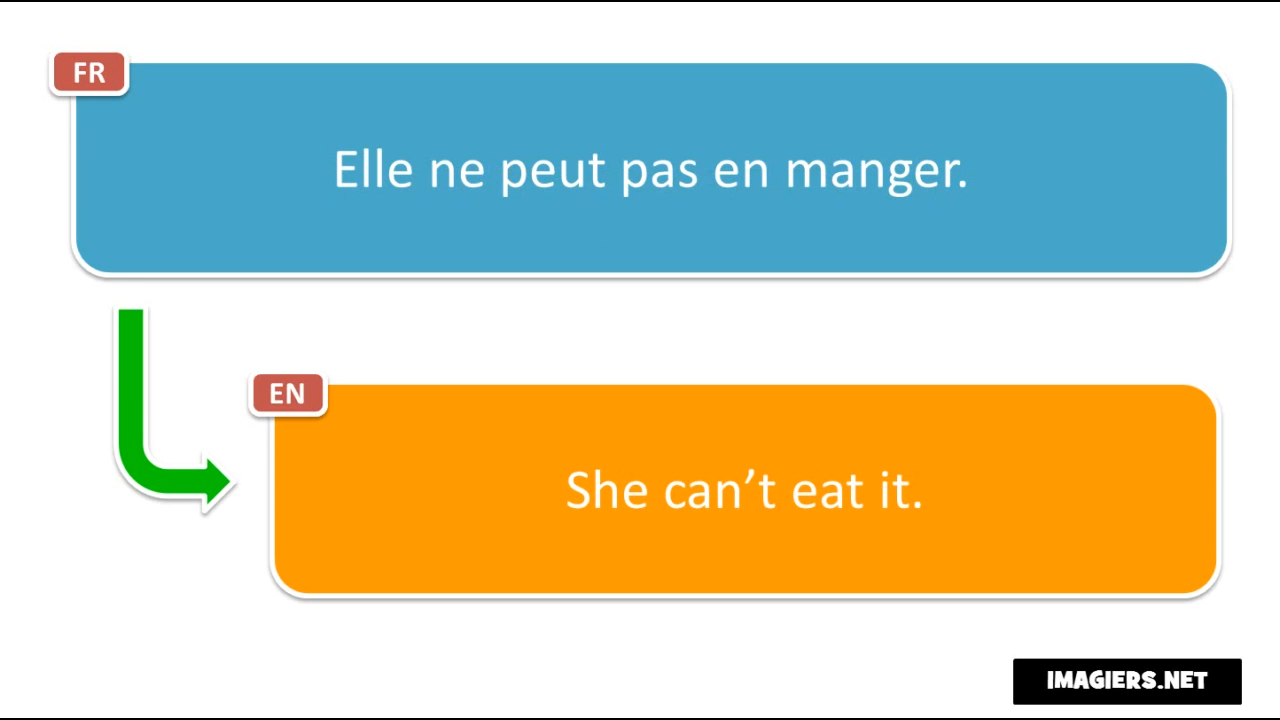 FR
Elle ne peut pas en manger.
EN
She can’t eat it.
IMAGIERS.NET